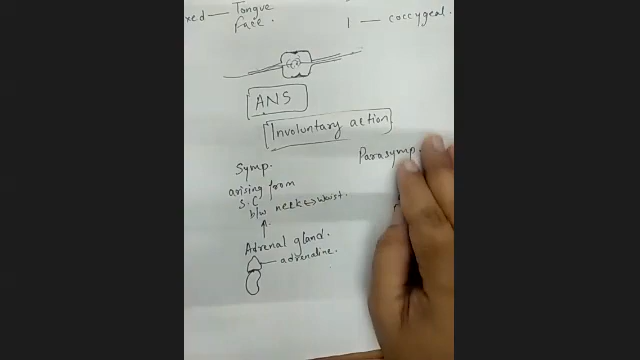 xed — Tongue
Face.
1 — coccygeal.
ANS
Involuntary action
Symp.
Parasymp.
arising from
S.C
b/w neck ↔ waist.
Adrenal gland.
adrenaline.